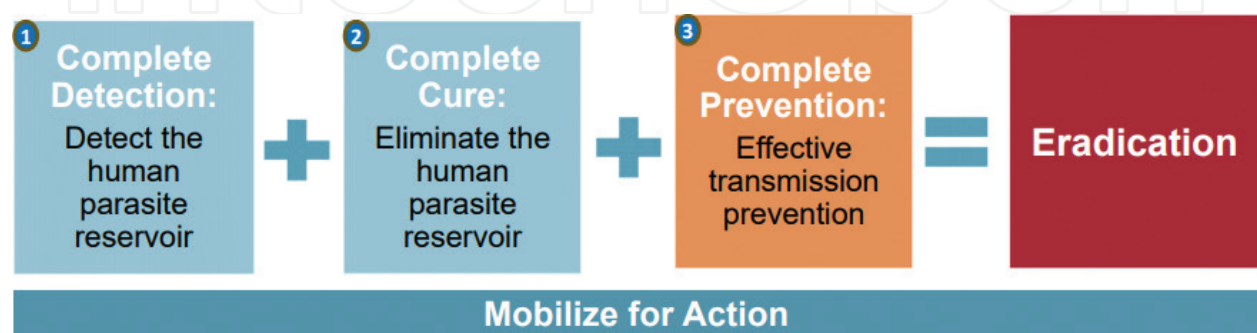 1
Complete
Detection:
Detect the
human
parasite
reservoir
+
2
Complete
Cure:
Eliminate the
human
parasite
reservoir
+
3
Complete
Prevention:
Effective
transmission
prevention
=
Eradication
Mobilize for Action